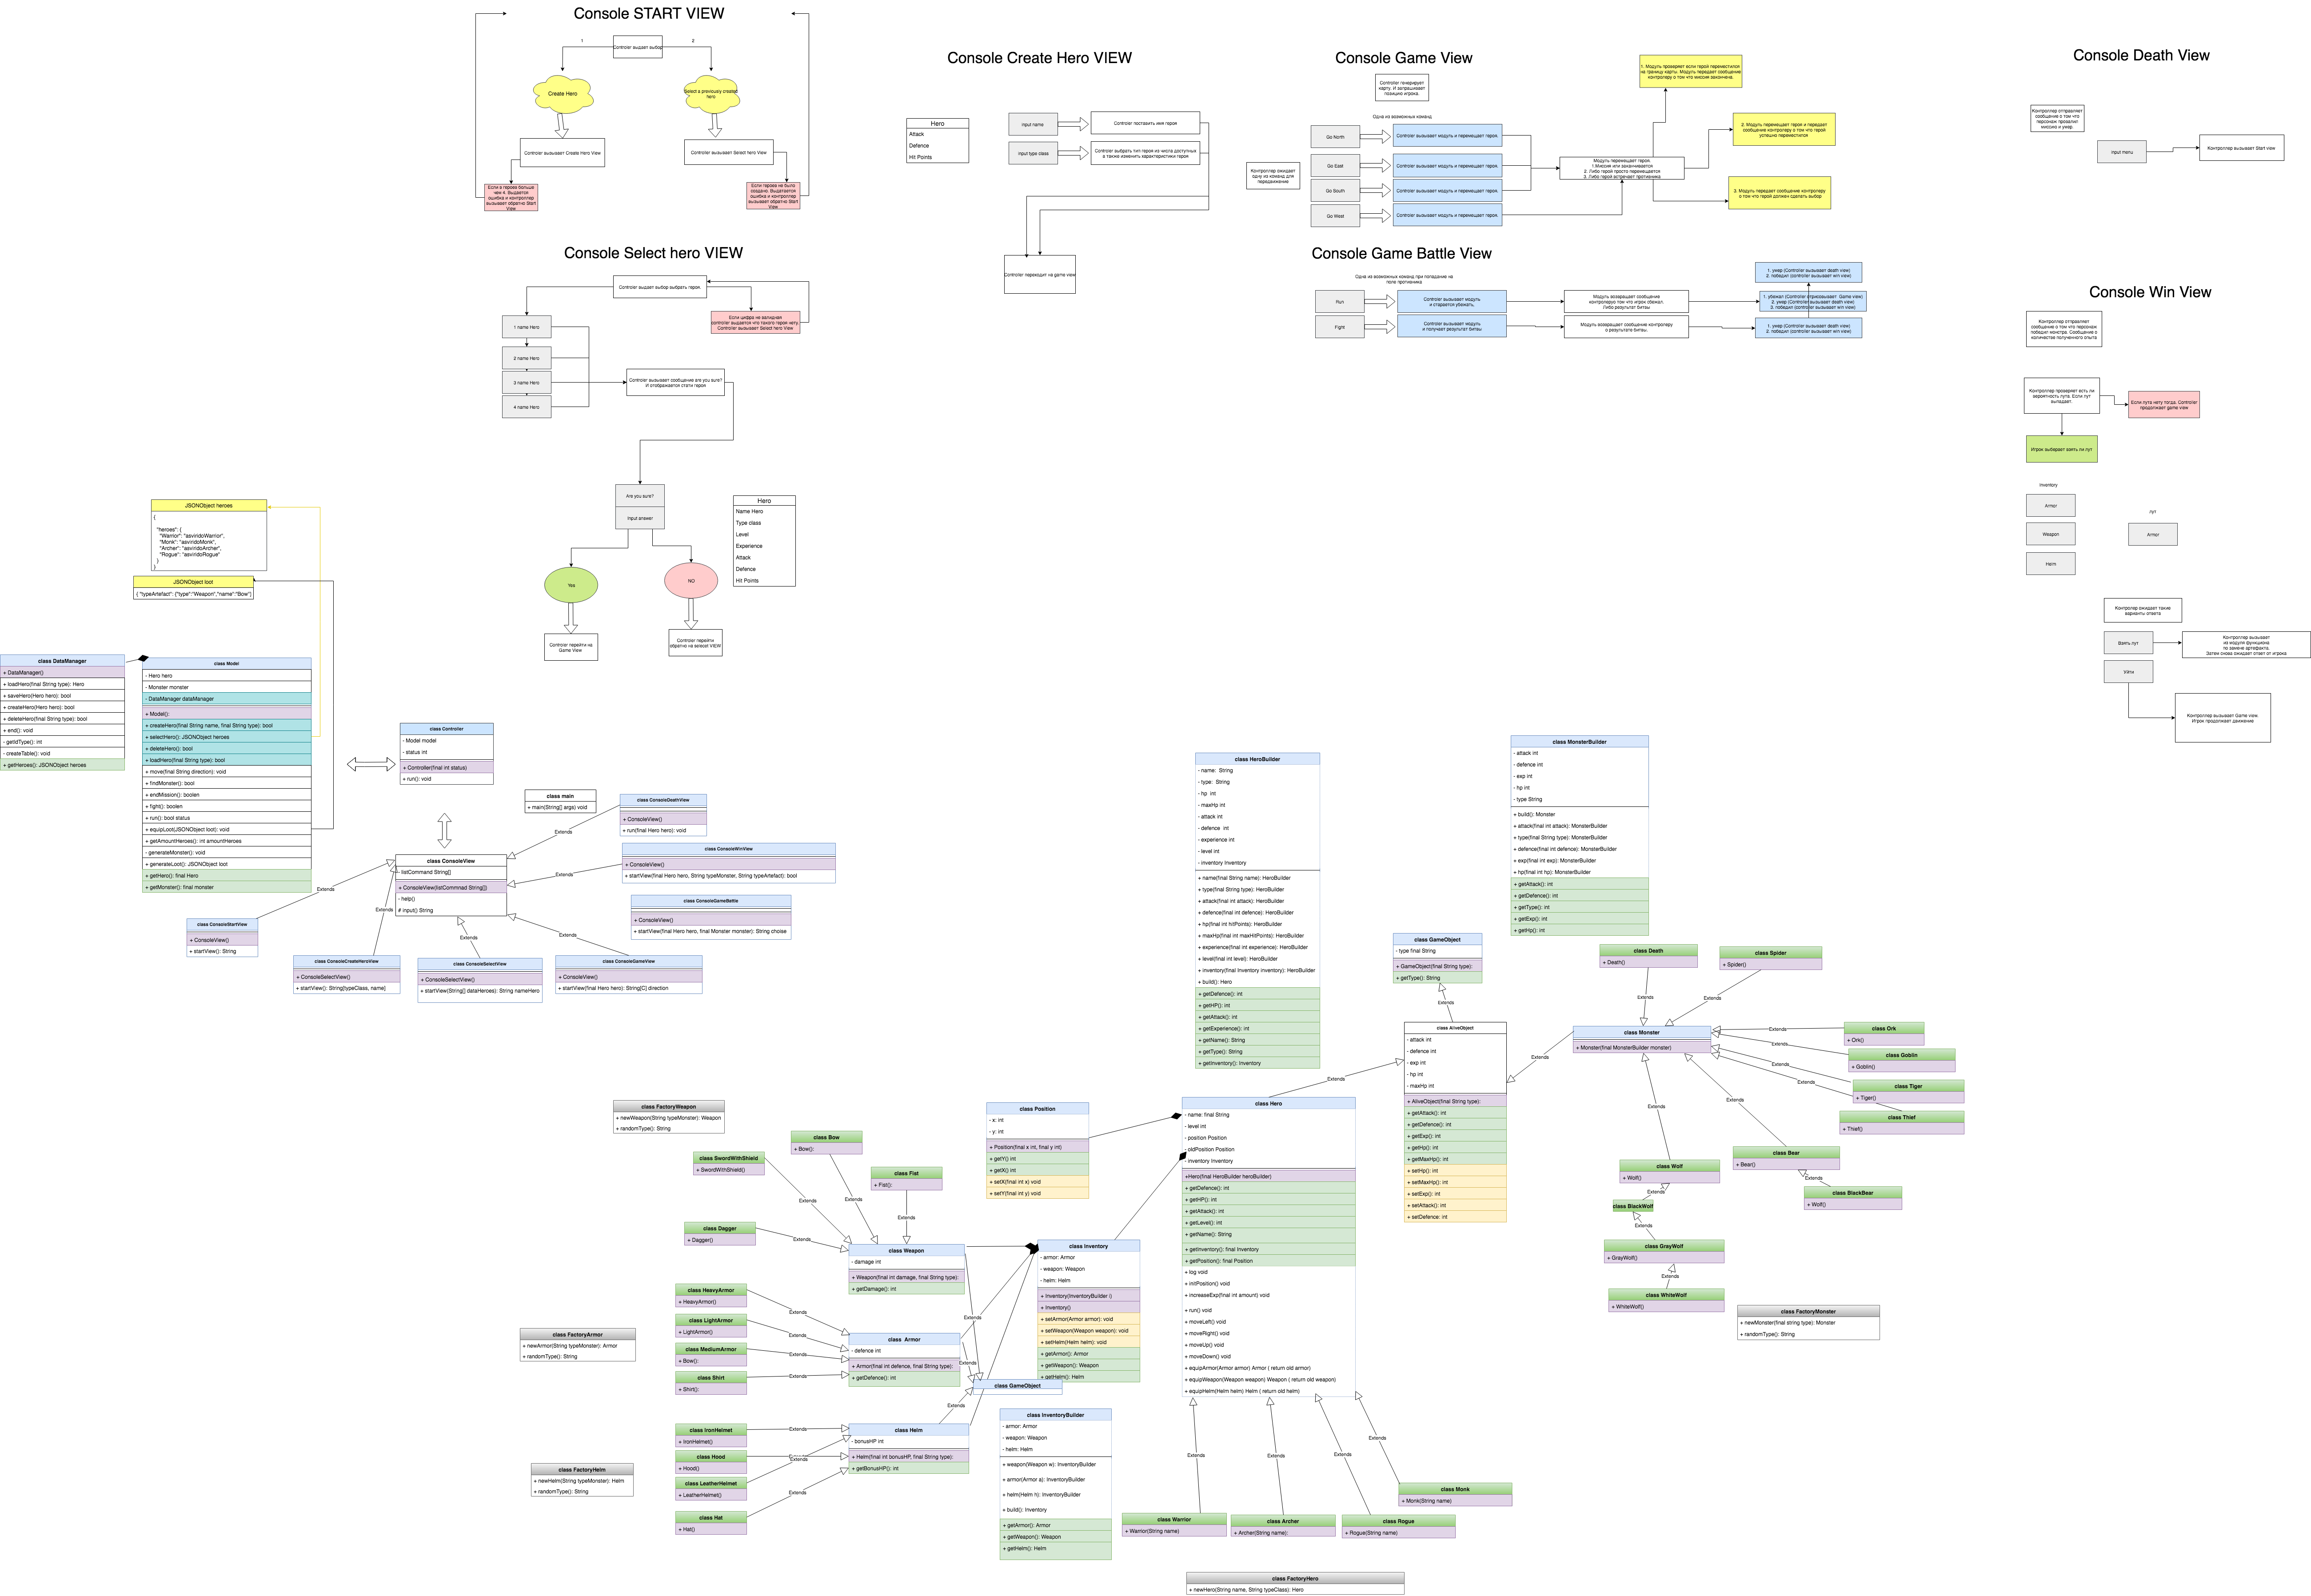 Console START VIEW
Controler выдает выбор
1
2
Create Hero
Select a previously created
hero
Controler вызывает Create Hero View
Controler вызывает Select hero View
Если е героев больше
чем 4. Выдается
ошибка и контроллер
вызывает обратно Start
View
Если героев не было
создано. Выдается
ошибка и контроллер
вызывает обратно Start
View
Console Select hero VIEW
Controler выдает выбор выбрать героя.
1 name Hero
2 name Hero
3 name Hero
4 name Hero
Если цифра не валидная
controller выдается что такого героя нету.
Controller вызывает Select hero View
Controler вызывает сообщение are you sure?
И отображается статы героя
Are you sure?
Input answer
Yes
NO
Controler перейти на
Game View
Controler перейти
обратно на selecet VIEW
Hero
Name Hero
Type class
Level
Experience
Attack
Defence
Hit Points
Console Create Hero VIEW
Hero
Attack
Defence
Hit Points
Input name
Controler поставить имя героя
input type class
Controler выбрать тип героя из числа доступных
а также изменить характеристики героя
Controler переходит на game view
Console Game View
Controller генерирует
карту. И запрашивает
позицию игрока.
Одна из возможных команд
Контроллер ожидает
одну из команд для
передвижение
Go North
Go East
Go South
Go West
Controler вызывает модуль и перемещает героя.
Controler вызывает модуль и перемещает героя.
Controler вызывает модуль и перемещает героя.
Controler вызывает модуль и перемещает героя.
Модуль перемещает героя.
1.Миссия или заканчивается
2. Либо герой просто перемещается
3. Либо герой встречает противника
1. Модуль проверяет если герой переместился
на границу карты. Модуль передает сообщение
контролеру о том что миссия закончена.
2. Модуль перемещает героя и передает
сообщение контролеру о том что герой
успешно переместился
3. Модуль передает сообщение контролеру
о том что герой должен сделать выбор
Console Game Battle View
Одна из возможных команд при попадание на
поле противника
Run
Controler вызывает модуль
и старается убежать.
Модуль возвращает сообщение
контролеру о том что игрок сбежал.
Либо результат битвы
1. убежал (Controller отрисовывает Game view)
2. умер (Controller вызывает death view)
3. победил (controller вызывает win view)
1. умер (Controller вызывает death view)
2. победил (controller вызывает win view)
Fight
Controler вызывает модуль
и получает результат битвы
Модуль возвращает сообщение контролеру
о результате битвы.
1. умер (Controller вызывает death view)
2. победил (controller вызывает win view)
Console Death View
Контроллер отправляет
сообщение о том что
персонаж провалил
миссию и умер.
Input menu
Контроллер вызывает Start view
Console Win View
Контроллер отправляет
сообщение о том что персонаж
победил монстра. Сообщение о
количестве полученного опыта
Контроллер проверяет есть ли
вероятность лута. Если лут
выпадает.
Если лута нету тогда. Controller
продолжает game view
Игрок выбирает взять ли лут
inventory
Armor
Weapon
Helm
лут
Armor
Контролер ожидает такие
варианты ответа
Взять лут
Контроллер вызывает
из модуля функцию
по замене артефакта.
Затем снова ожидает ответ от игрока
Уйти
Контроллер вызывает Game view.
Игрок продолжает движение
JSONObject heroes
{
"heroes": {
"Warrior": "asviridoWarrior",
"Monk": "asviridoMonk",
"Archer": "asviridoArcher",
"Rogue": "asviridoRogue"
}
}
JSONObject loot
{ "typeArtefact": {"type":"Weapon","name":"Bow"}
class DataManager
+ DataManager()
+ loadHero(final String type): Hero
+ saveHero(Hero hero): bool
+ createHero(Hero hero): bool
+ deleteHero(final String type): bool
+ end(): void
- getIdType(): int
- createTable(): void
+ getHeroes(): JSONObject heroes
class Model
- Hero hero
- Monster monster
- DataManager dataManager
+ Model():
+ createHero(final String name, final String type): bool
+ selectHero(): JSONObject heroes
+ deleteHero(): bool
+ loadHero(final String type): bool
+ move(final String direction): void
+ findMonster(): bool
+ endMission(): boolen
+ fight(): boolen
+ run(): bool status
+ equipLoot(JSONObject loot): void
+ getAmountHeroes(): int amountHeroes
- generateMonster(): void
+ generateLoot(): JSONObject loot
+ getHero(): final Hero
+ getMonster(): final monster
class Controller
- Model model
- status int
+ Controller(final int status)
+ run(): void
class main
+ main(String[] args) void
class ConsoleDeathView
+ ConsoleView()
+ run(final Hero hero): void
Extends
class ConsoleWinView
+ ConsoleView()
+ startView(final Hero hero, String typeMonster, String typeArtefact): bool
Extends
class ConsoleView
- listCommand String[]
+ ConsoleView(listCommnad String[])
- help()
# input() String
class ConsoleGameBattle
+ ConsoleView()
+ startView(final Hero hero, final Monster monster): String choise
Extends
Extends
Extends
Extends
class ConsoleStartView
+ ConsoleView()
+ startView(): String
class ConsoleCreateHeroView
+ ConsoleSelectView()
+ startView(): String[typeClass, name]
class ConsoleSelectView
+ ConsoleSelectView()
+ startView(String[] dataHeroes): String nameHero
class ConsoleGameView
+ ConsoleView()
+ startView(final Hero hero): String[C] direction
class HeroBuilder
- name: String
- type: String
- hp int
- maxHp int
- attack int
- defence int
- experience int
- level int
- inventory Inventory
+ name(final String name): HeroBuilder
+ type(final String type): HeroBuilder
+ attack(final int attack): HeroBuilder
+ defence(final int defence): HeroBuilder
+ hp(final int hitPoints): HeroBuilder
+ maxHp(final int maxHitPoints): HeroBuilder
+ experience(final int experience): HeroBuilder
+ level(final int level): HeroBuilder
+ inventory(final Inventory inventory): HeroBuilder
+ build(): Hero
+ getDefence(): int
+ getHP(): int
+ getAttack(): int
+ getExperience(): int
+ getName(): String
+ getType(): String
+ getInventory(): Inventory
class MonsterBuilder
- attack int
- defence int
- exp int
- hp int
- type String
+ build(): Monster
+ attack(final int attack): MonsterBuilder
+ type(final String type): MonsterBuilder
+ defence(final int defence): MonsterBuilder
+ exp(final int exp): MonsterBuilder
+ hp(final int hp): MonsterBuilder
+ getAttack(): int
+ getDefence(): int
+ getType(): int
+ getExp(): int
+ getHp(): int
class GameObject
- type final String
+ GameObject(final String type):
+ getType(): String
Extends
class AliveObject
- attack int
- defence int
- exp int
- hp int
- maxHp int
+ AliveObject(final String type):
+ getAttack(): int
+ getDefence(): int
+ getExp(): int
+ getHp(): int
+ getMaxHp(): int
+ setHp(): int
+ setMaxHp(): int
+ setExp(): int
+ setAttack(): int
+ setDefence: int
Extends
Extends
class Death
+ Death()
Extends
class Spider
+ Spider()
Extends
class Monster
+ Monster(final MonsterBuilder monster)
class Ork
+ Ork()
Extends
class Goblin
+ Goblin()
Extends
class Tiger
+ Tiger()
Extends
class Thief
+ Thief()
Extends
Extends
Extends
class Wolf
+ Wolf()
Extends
class BlackWolf
Extends
class GrayWolf
+ GrayWolf()
Extends
class WhiteWolf
+ WhiteWolf()
class Bear
+ Bear()
Extends
class BlackBear
+ Wolf()
class FactoryMonster
+ newMonster(final string type): Monster
+ randomType(): String
class Position
- x: int
- y: int
+ Position(final x int, final y int)
+ getY() int
+ getX() int
+ setX(final int x) void
+ setY(final int y) void
class Hero
- name: final String
- level int
- position Position
- oldPosition Position
- inventory Inventory
+Hero(final HeroBuilder heroBuilder)
+ getDefence(): int
+ getHP(): int
+ getAttack(): int
+ getLevel(): int
+ getName(): String
+ getInventory(): final Inventory
+ getPosition(): final Position
+ log void
+ initPosition() void
+ increaseExp(final int amount) void
+ run() void
+ moveLeft() void
+ moveRight() void
+ moveUp() void
+ moveDown() void
+ equipArmor(Armor armor) Armor ( return old armor)
+ equipWeapon(Weapon weapon) Weapon ( return old weapon)
+ equipHelm(Helm helm) Helm ( return old helm)
Extends
Extends
Extends
Extends
class Monk
+ Monk(String name)
class Warrior
+ Warrior(String name)
class Archer
+ Archer(String name):
class Rogue
+ Rogue(String name)
class FactoryHero
+ newHero(String name, String typeClass): Hero
class FactoryWeapon
+ newWeapon(String typeMonster): Weapon
+ randomType(): String
class Bow
+ Bow():
class SwordWithShield
+ SwordWithShield()
class Fist
+ Fist():
class Dagger
+ Dagger()
Extends
Extends
Extends
Extends
class Weapon
- damage int
+ Weapon(final int damage, final String type):
+ getDamage(): int
class Inventory
- armor: Armor
- weapon: Weapon
- helm: Helm
+ Inventory(InventoryBuilder i)
+ Inventory()
+ setArmor(Armor armor): void
+ setWeapon(Weapon weapon): void
+ setHelm(Helm helm): void
+ getArmor(): Armor
+ getWeapon(): Weapon
+ getHelm(): Helm
class HeavyArmor
+ HeavyArmor()
class LightArmor
+ LightArmor()
class MediumArmor
+ Bow():
class Shirt
+ Shirt():
Extends
Extends
Extends
Extends
class FactoryArmor
+ newArmor(String typeMonster): Armor
+ randomType(): String
class Armor
- defence int
+ Armor(final int defence, final String type):
+ getDefence(): int
Extends
class GameObject
Extends
class IronHelmet
+ IronHelmet()
class Hood
+ Hood()
class LeatherHelmet
+ LeatherHelmet()
class Hat
+ Hat()
Extends
Extends
Extends
Extends
class FactoryHelm
+ newHelm(String typeMonster): Helm
+ randomType(): String
class Helm
- bonusHP int
+ Helm(final int bonusHP, final String type):
+ getBonusHP(): int
class InventoryBuilder
- armor: Armor
- weapon: Weapon
- helm: Helm
+ weapon(Weapon w): InventoryBuilder
+ armor(Armor a): InventoryBuilder
+ helm(Helm h): InventoryBuilder
+ build(): Inventory
+ getArmor(): Armor
+ getWeapon(): Weapon
+ getHelm(): Helm